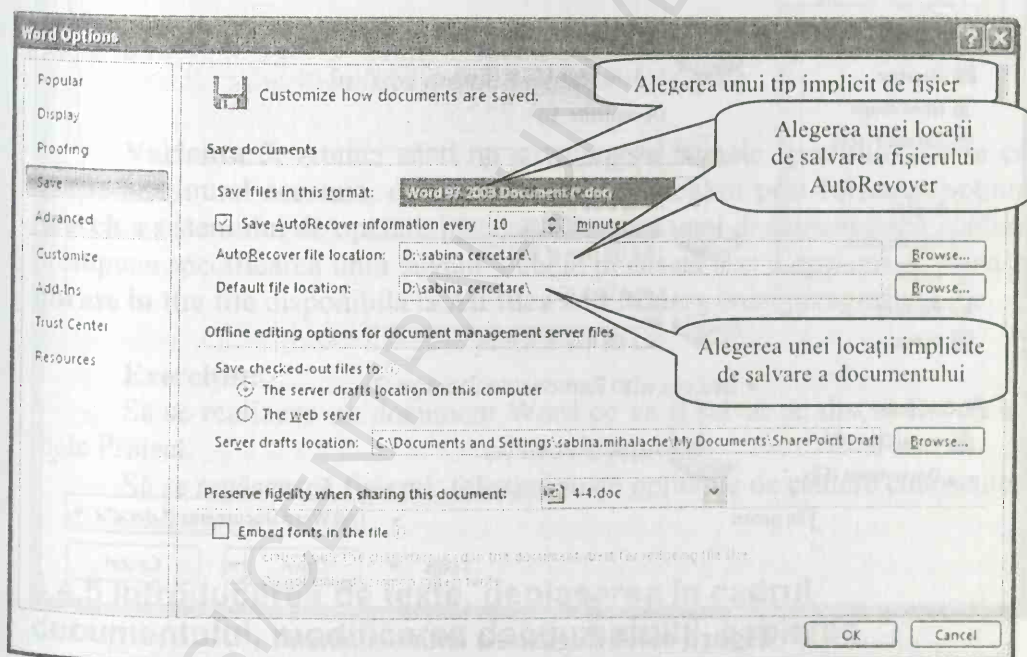 Word Options
Popular
Display
Proofing
Save
Advanced
Customize
Add-Ins
Trust Center
Resources
Customize how documents are saved.
Alegerea unui tip implicit de fișier
Alegerea unei locații
de salvare a fișierului
AutoRevover
Save documents
Save files in this format: Word 97-2003 Document (*.doc
Save AutoRecover information every 10 minutes
AutoRecover file location: D:\sabina cercetare\ Browse...
Default file location: D:\sabina cercetare\ Browse...
Alegerea unei locații implicite
de salvare a documentului
Offline editing options for document management server files
Save checked-out files to:
The server drafts location on this computer
The web server
Server drafts location: C:\Documents and Settings\sabina.mihalache\My Documents\SharePoint Draft Browse...
Preserve fidelity when sharing this document: 4.4.doc
Embed fonts in the file
OK Cancel